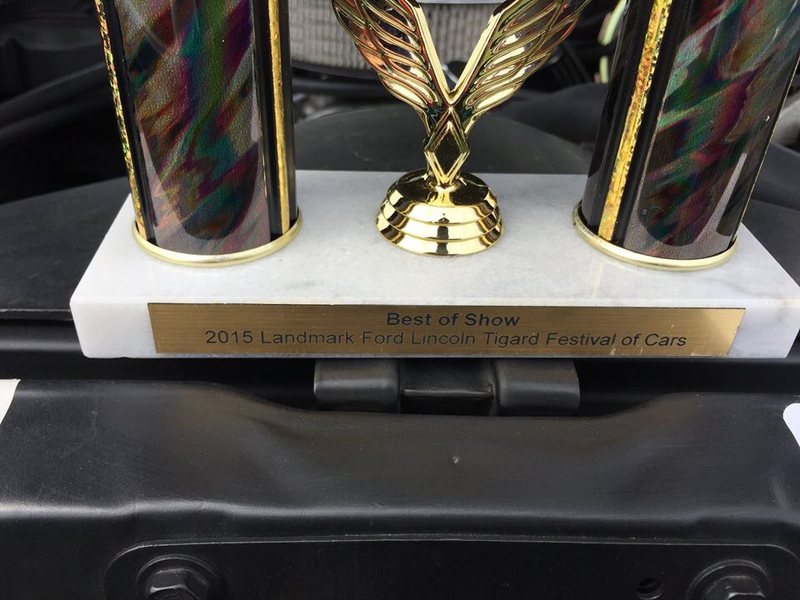 Best of Show
2015 Landmark Ford Lincoln Tigard Festival of Cars